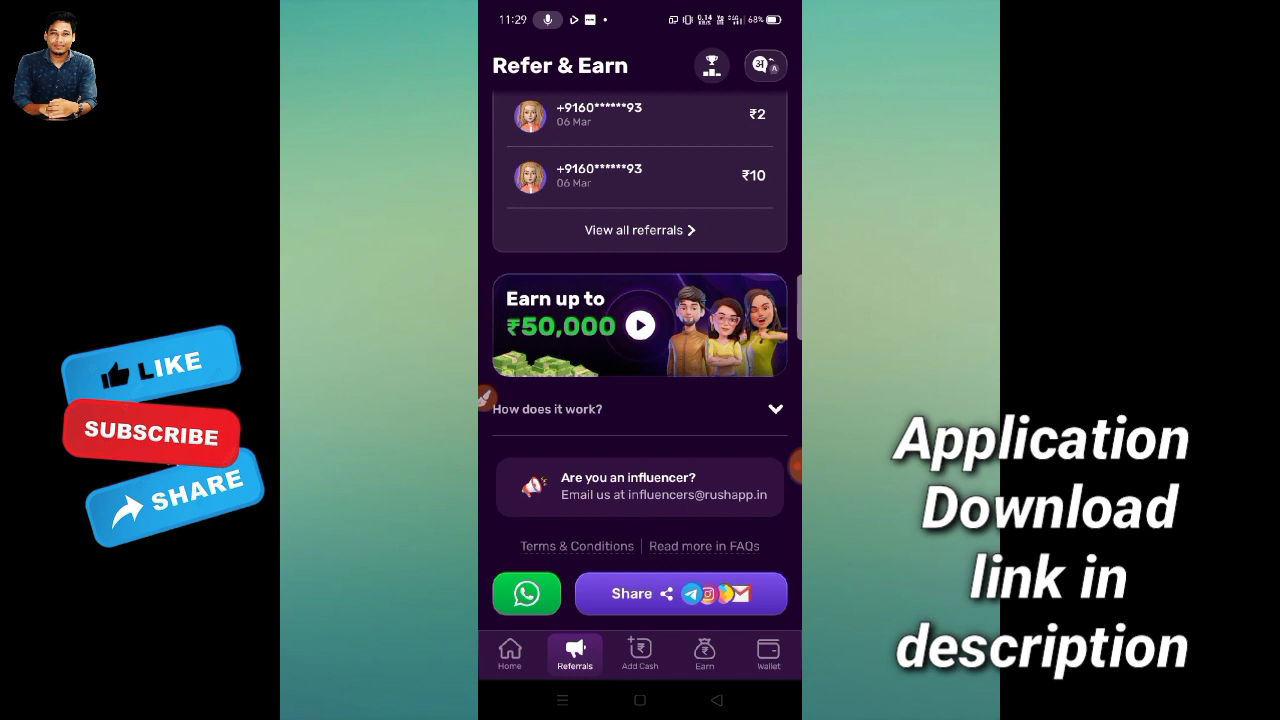 11:29
68%
Refer & Earn
अ
A
+9160******93
₹2
06 Mar
+9160******93
₹10
06 Mar
View all referrals
Earn up to
₹50,000
How does it work?
Are you an influencer?
Email us at influencers@rushapp.in
Terms & Conditions
Read more in FAQs
Share
Home
Referrals
Add Cash
Earn
Wallet
LIKE
SUBSCRIBE
SHARE
Application
Download
link in
description